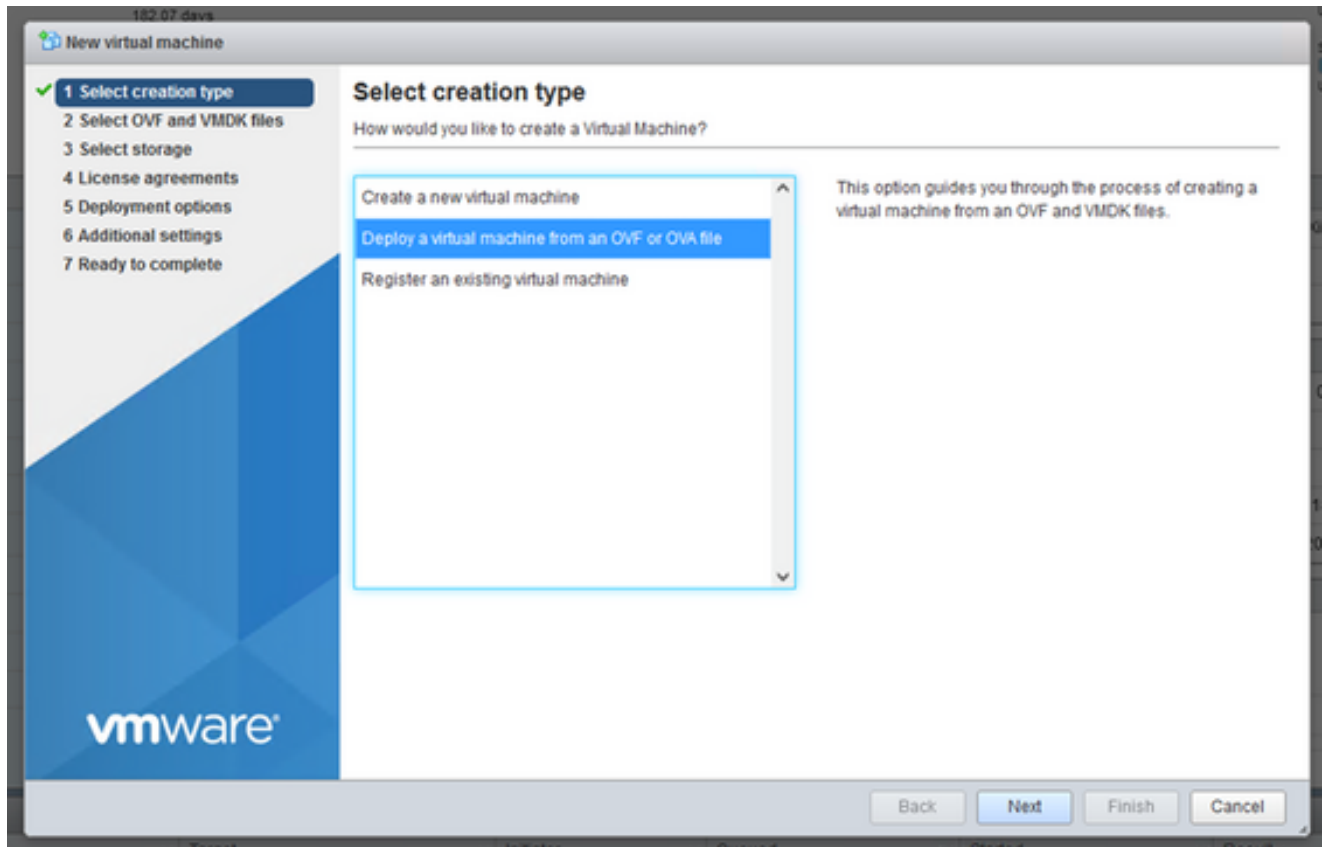 182.07 days
New virtual machine
1 Select creation type
2 Select OVF and VMDK files
3 Select storage
4 License agreements
5 Deployment options
6 Additional settings
7 Ready to complete
Select creation type
How would you like to create a Virtual Machine?
Create a new virtual machine
Deploy a virtual machine from an OVF or OVA file
Register an existing virtual machine
This option guides you through the process of creating a
virtual machine from an OVF and VMDK files.
vmware
Back
Next
Finish
Cancel